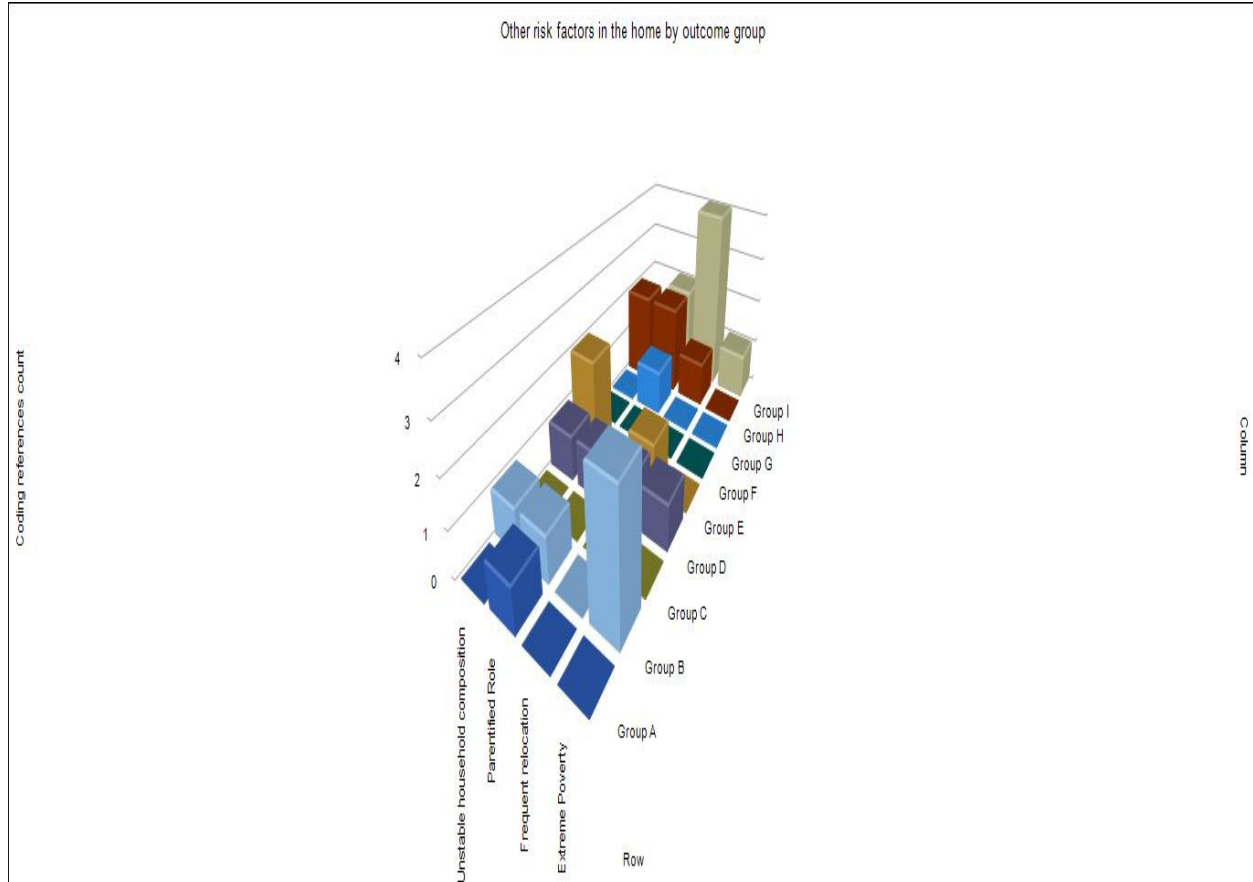 Other risk factors in the home by outcome group
Coding references count
4
3
2
1
0
Unstable household composition
Parentified Role
Frequent relocation
Extreme Poverty
Row
Group A
Group B
Group C
Group D
Group E
Group F
Group G
Group H
Group I
Column